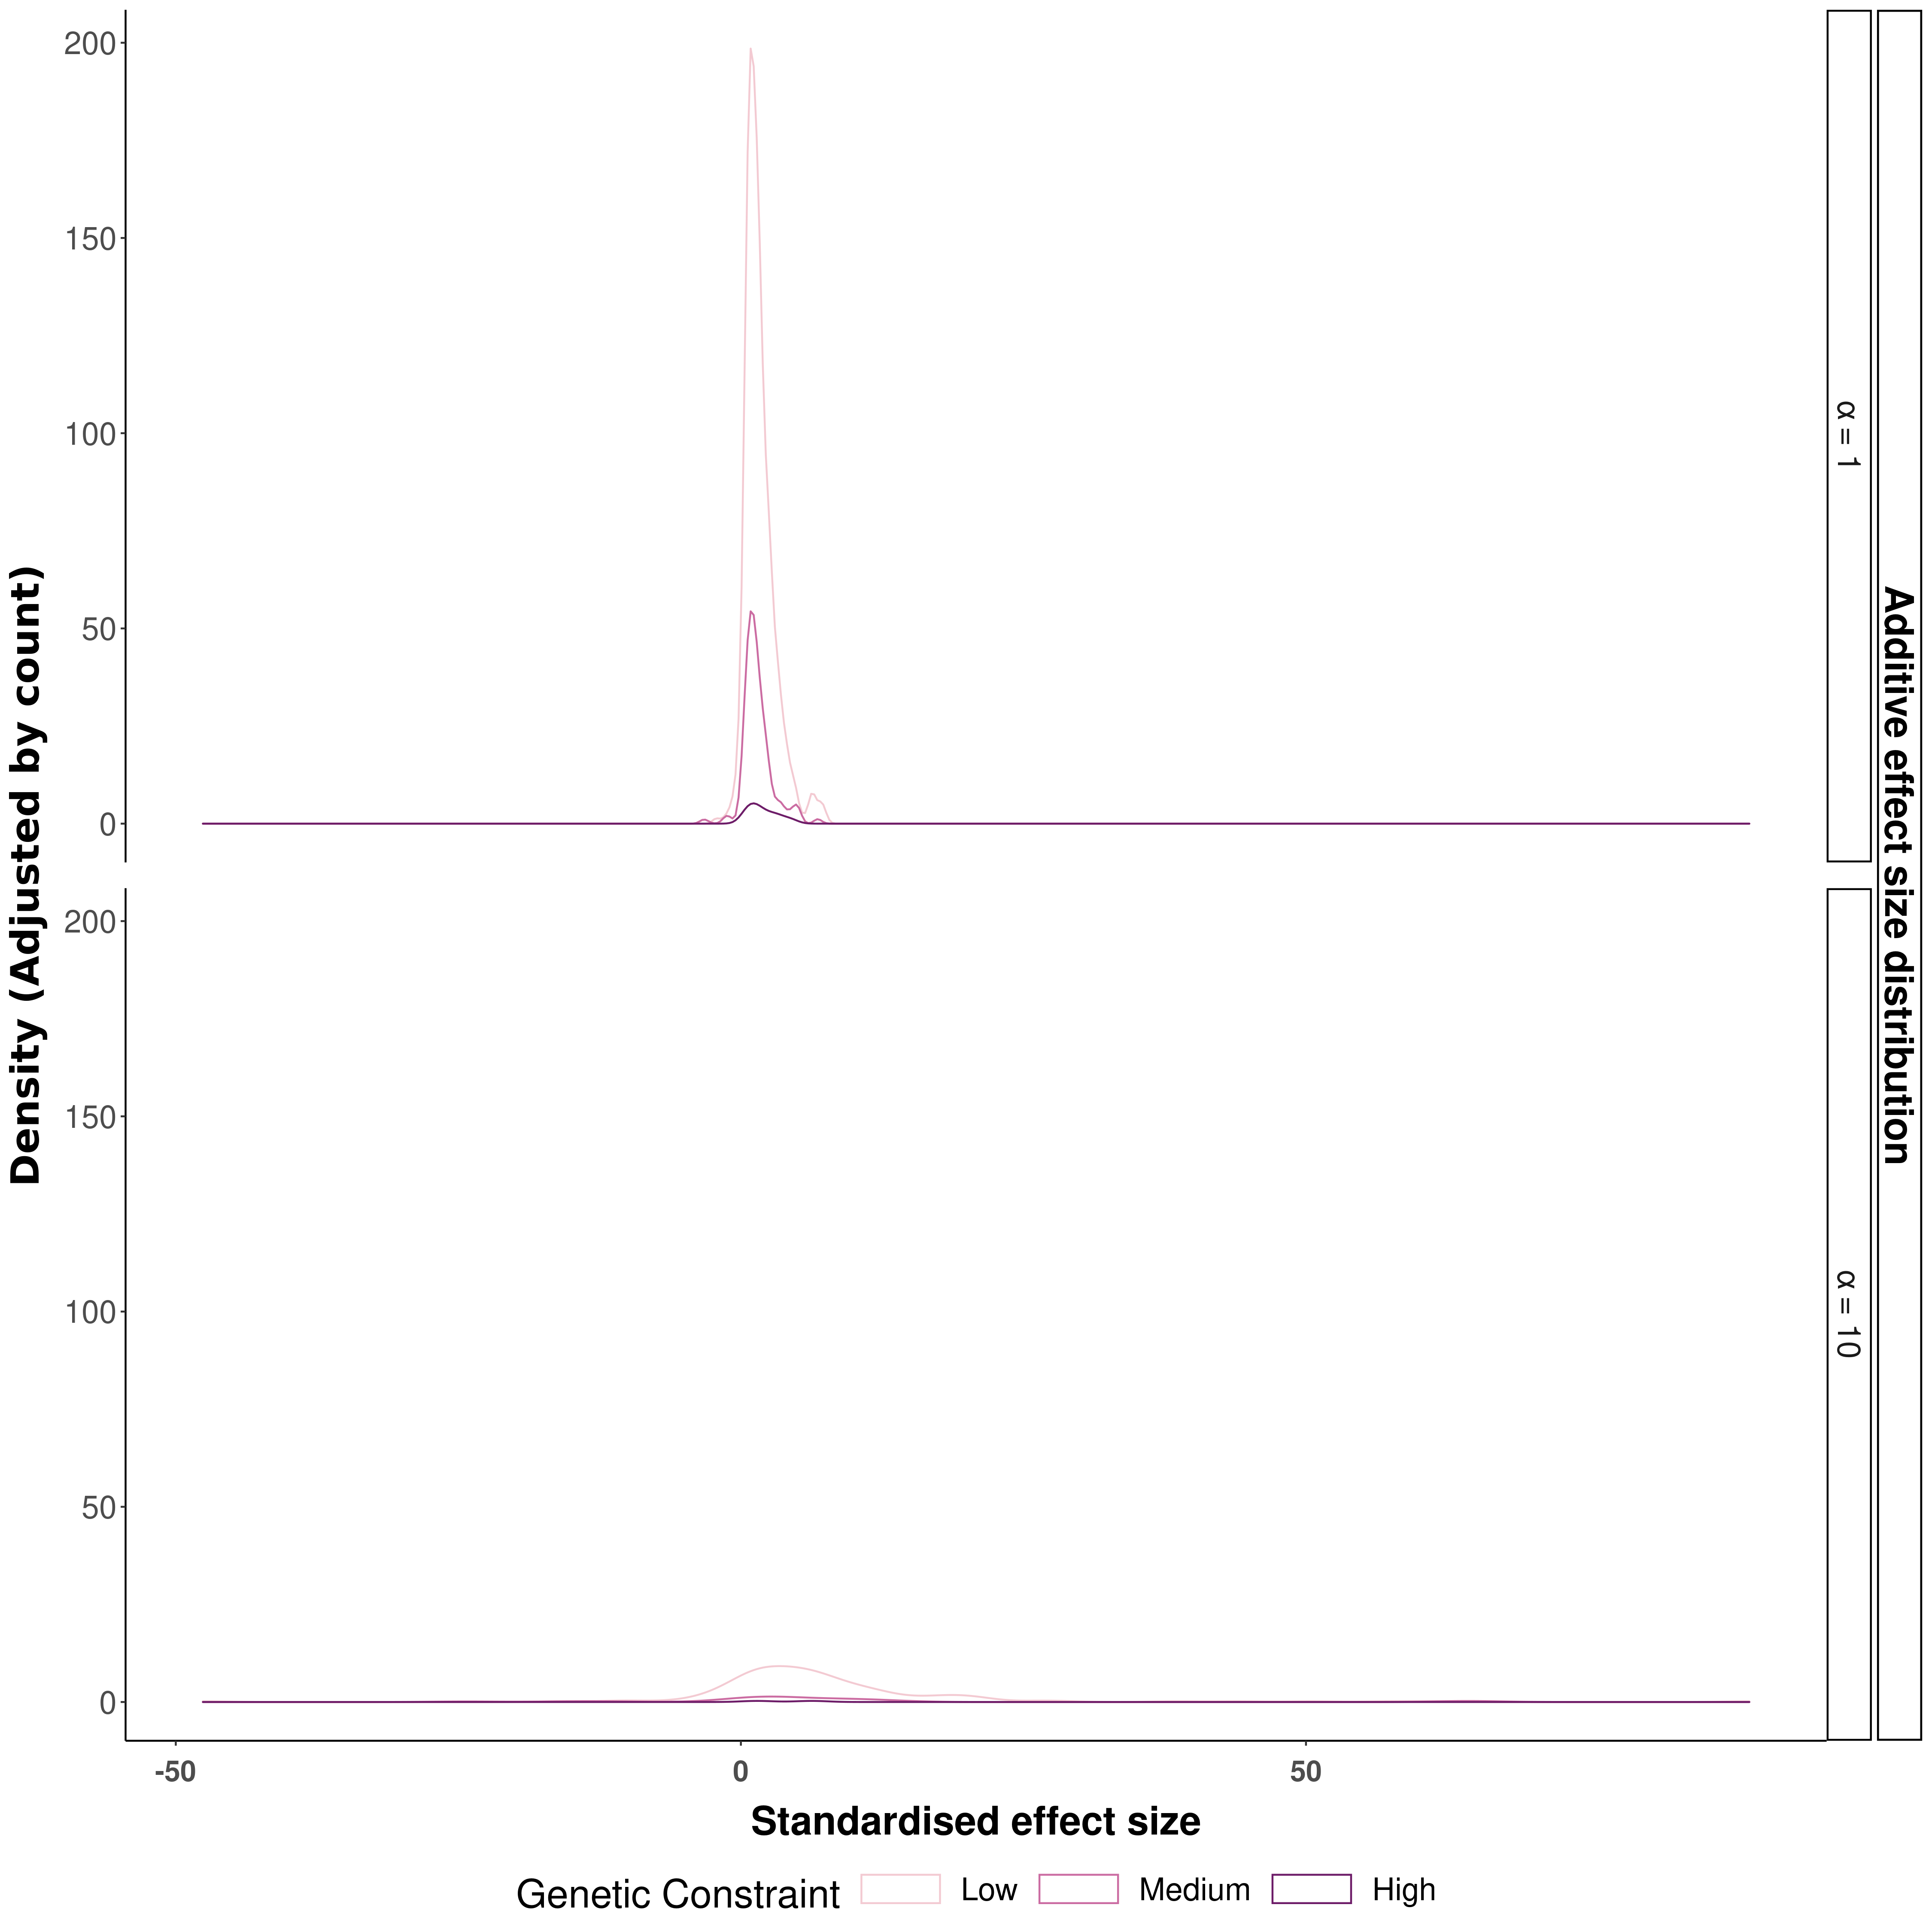 Density (Adjusted by count)
200
150
100
50
0
α = 1
Additive effect size distribution
200
150
100
50
0
α = 10
-50
0
50
Standardised effect size
Genetic Constraint
Low
Medium
High